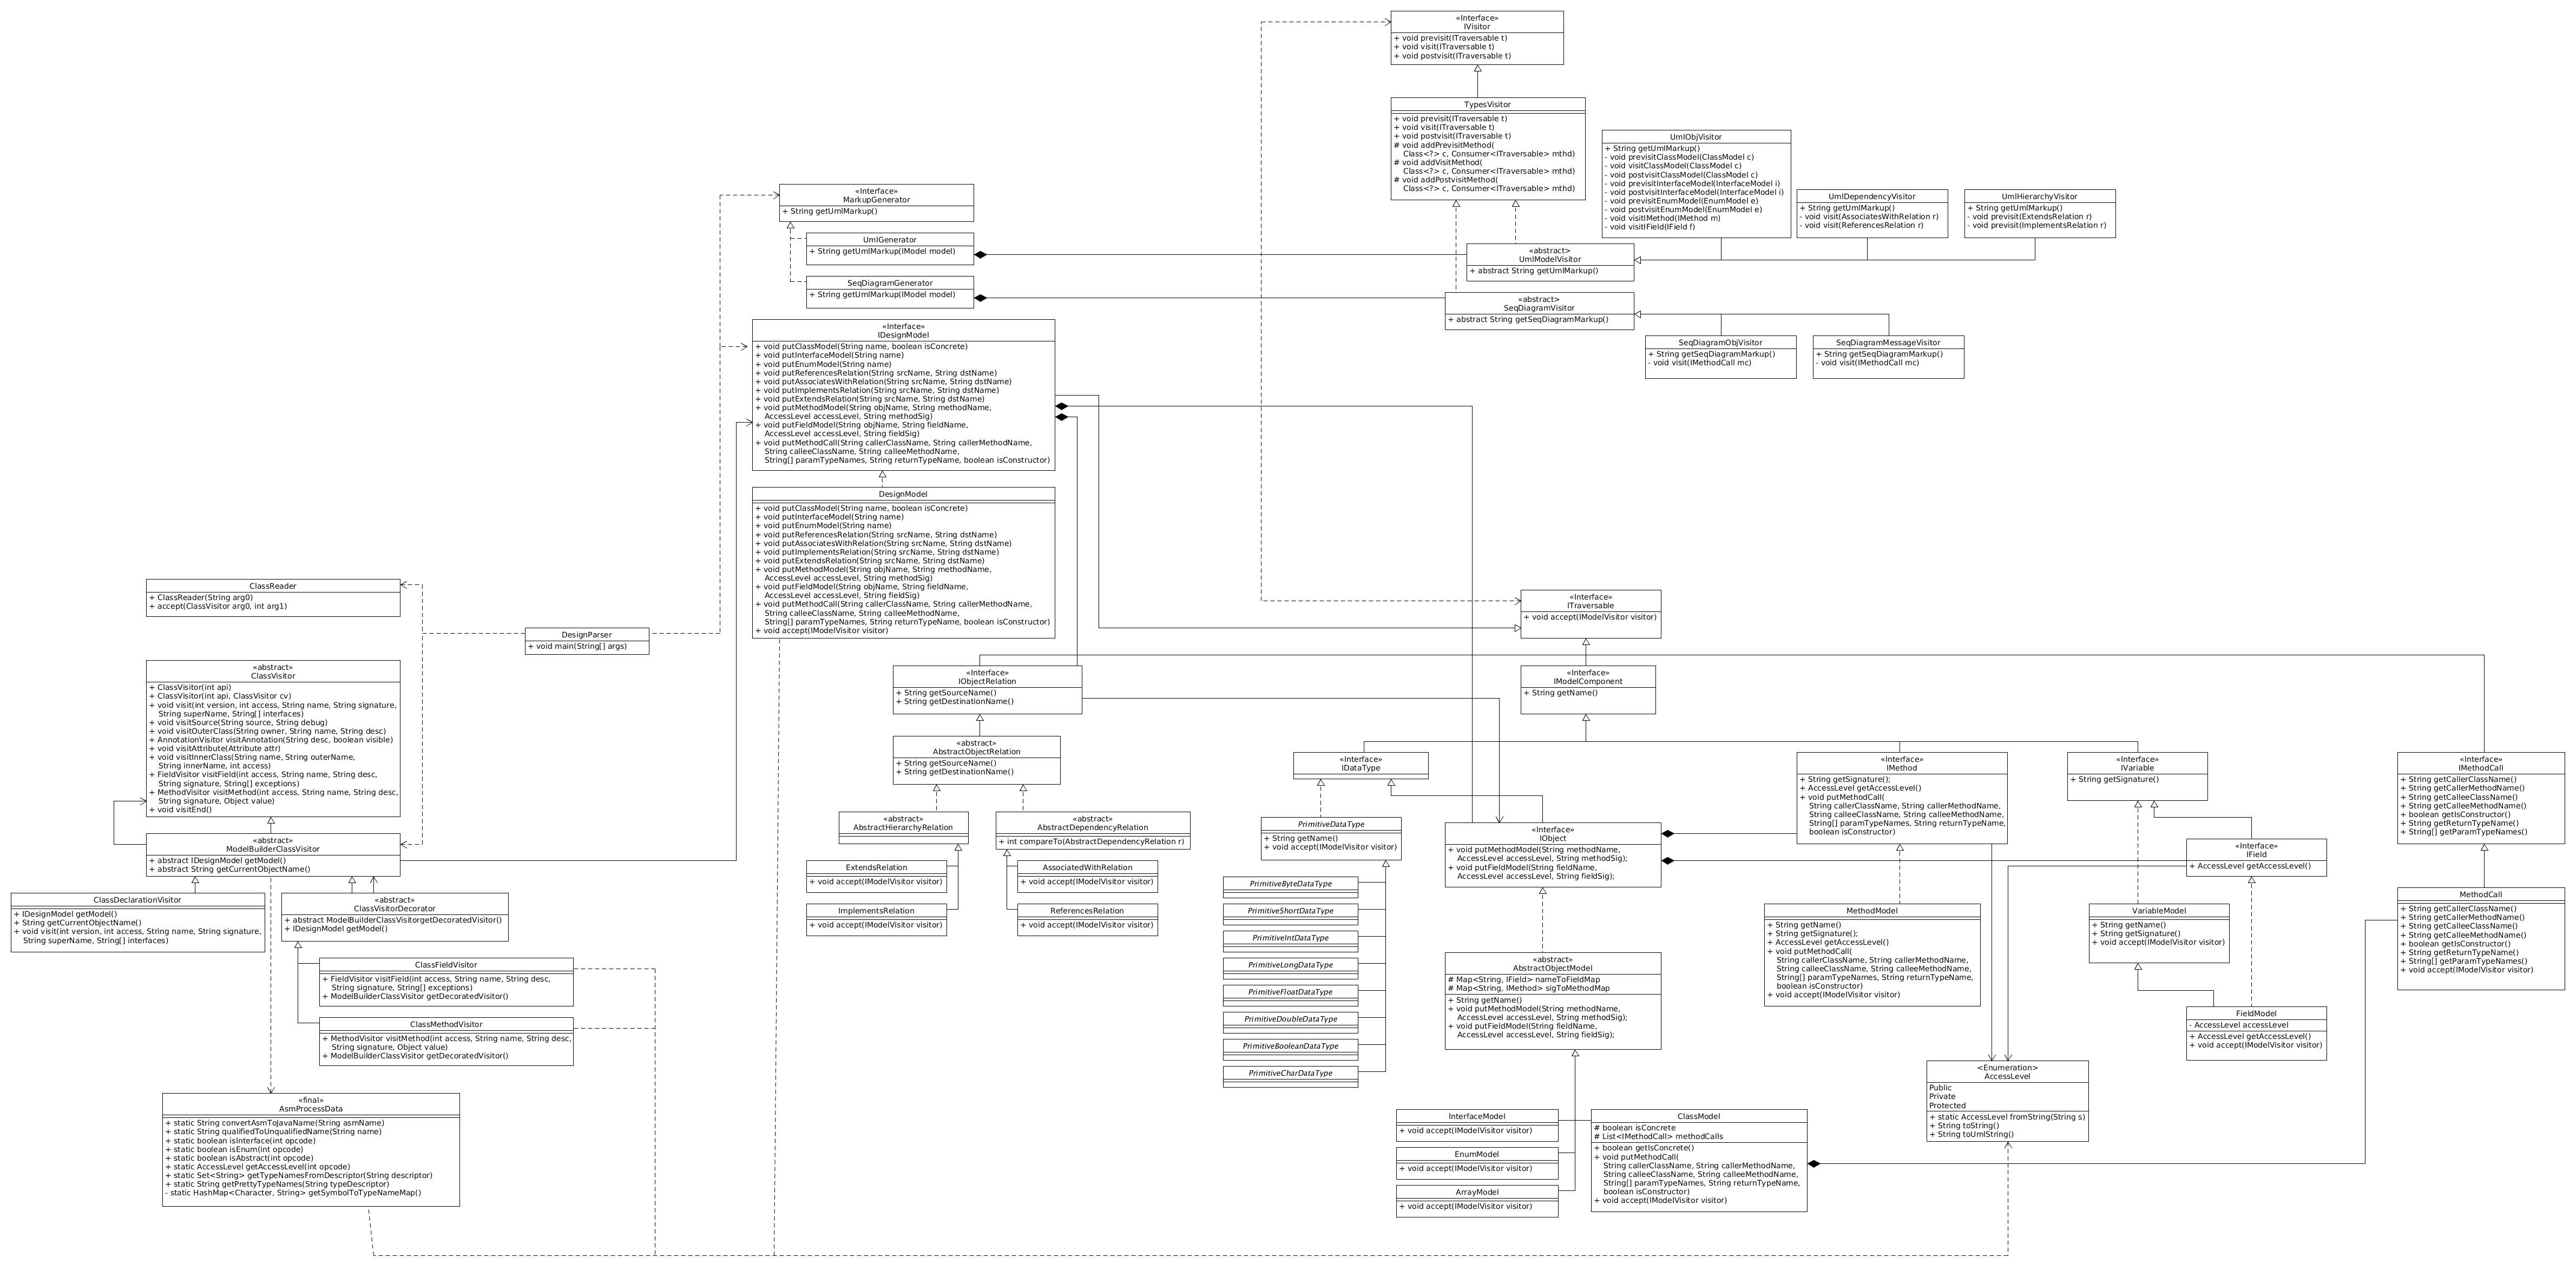 «Interface»
IVisitor
+ void previsit(ITraversable t)
+ void visit(ITraversable t)
+ void postvisit(ITraversable t)
TypesVisitor
+ void previsit(ITraversable t)
+ void visit(ITraversable t)
+ void postvisit(ITraversable t)
# void addPrevisitMethod(
Class<?> c, Consumer<ITraversable> mthd)
# void addVisitMethod(
Class<?> c, Consumer<ITraversable> mthd)
# void addPostvisitMethod(
Class<?> c, Consumer<ITraversable> mthd)
UmlObjVisitor
+ String getUmlMarkup()
- void previsitClassModel(ClassModel c)
- void visitClassModel(ClassModel c)
- void postvisitClassModel(ClassModel c)
- void previsitInterfaceModel(InterfaceModel i)
- void postvisitInterfaceModel(InterfaceModel i)
- void previsitEnumModel(EnumModel e)
- void postvisitEnumModel(EnumModel e)
- void visitIMethod(IMethod m)
- void visitIField(IField f)
UmlDependencyVisitor
+ String getUmlMarkup()
- void visit(AssociatesWithRelation r)
- void visit(ReferencesRelation r)
UmlHierarchyVisitor
+ String getUmlMarkup()
- void previsit(ExtendsRelation r)
- void previsit(ImplementsRelation r)
«Interface»
MarkupGenerator
+ String getUmlMarkup()
UmlGenerator
+ String getUmlMarkup(IModel model)
SeqDiagramGenerator
+ String getUmlMarkup(IModel model)
«abstract>
UmlModelVisitor
+ abstract String getUmlMarkup()
«abstract>
SeqDiagramVisitor
+ abstract String getSeqDiagramMarkup()
SeqDiagramObjVisitor
+ String getSeqDiagramMarkup()
- void visit(IMethodCall mc)
SeqDiagramMessageVisitor
+ String getSeqDiagramMarkup()
- void visit(IMethodCall mc)
«Interface»
IDesignModel
+ void putClassModel(String name, boolean isConcrete)
+ void putInterfaceModel(String name)
+ void putEnumModel(String name)
+ void putReferencesRelation(String srcName, String dstName)
+ void putAssociatesWithRelation(String srcName, String dstName)
+ void putImplementsRelation(String srcName, String dstName)
+ void putExtendsRelation(String srcName, String dstName)
+ void putMethodModel(String objName, String methodName,
AccessLevel accessLevel, String methodSig)
+ void putFieldModel(String objName, String fieldName,
AccessLevel accessLevel, String fieldSig)
+ void putMethodCall(String callerClassName, String callerMethodName,
String calleeClassName, String calleeMethodName,
String[] paramTypeNames, String returnTypeName, boolean isConstructor)
DesignModel
+ void putClassModel(String name, boolean isConcrete)
+ void putInterfaceModel(String name)
+ void putEnumModel(String name)
+ void putReferencesRelation(String srcName, String dstName)
+ void putAssociatesWithRelation(String srcName, String dstName)
+ void putImplementsRelation(String srcName, String dstName)
+ void putExtendsRelation(String srcName, String dstName)
+ void putMethodModel(String objName, String methodName,
AccessLevel accessLevel, String methodSig)
+ void putFieldModel(String objName, String fieldName,
AccessLevel accessLevel, String fieldSig)
+ void putMethodCall(String callerClassName, String callerMethodName,
String calleeClassName, String calleeMethodName,
String[] paramTypeNames, String returnTypeName, boolean isConstructor)
+ void accept(IModelVisitor visitor)
ClassReader
+ ClassReader(String arg0)
+ accept(ClassVisitor arg0, int arg1)
DesignParser
+ void main(String[] args)
«abstract»
ClassVisitor
+ ClassVisitor(int api)
+ ClassVisitor(int api, ClassVisitor cv)
+ void visit(int version, int access, String name, String signature,
String superName, String[] interfaces)
+ void visitSource(String source, String debug)
+ void visitOuterClass(String owner, String name, String desc)
+ AnnotationVisitor visitAnnotation(String desc, boolean visible)
+ void visitAttribute(Attribute attr)
+ void visitInnerClass(String name, String outerName,
String innerName, int access)
+ FieldVisitor visitField(int access, String name, String desc,
String signature, String[] exceptions)
+ MethodVisitor visitMethod(int access, String name, String desc,
String signature, Object value)
+ void visitEnd()
«abstract»
ModelBuilderClassVisitor
+ abstract IDesignModel getModel()
+ abstract String getCurrentObjectName()
ClassDeclarationVisitor
+ IDesignModel getModel()
+ String getCurrentObjectName()
+ void visit(int version, int access, String name, String signature,
String superName, String[] interfaces)
«abstract»
ClassVisitorDecorator
+ abstract ModelBuilderClassVisitorgetDecoratedVisitor()
+ IDesignModel getModel()
ClassFieldVisitor
+ FieldVisitor visitField(int access, String name, String desc,
String signature, String[] exceptions)
+ ModelBuilderClassVisitor getDecoratedVisitor()
ClassMethodVisitor
+ MethodVisitor visitMethod(int access, String name, String desc,
String signature, Object value)
+ ModelBuilderClassVisitor getDecoratedVisitor()
«final»
AsmProcessData
+ static String convertAsmToJavaName(String asmName)
+ static String qualifiedToUnqualifiedName(String name)
+ static boolean isInterface(int opcode)
+ static boolean isEnum(int opcode)
+ static boolean isAbstract(int opcode)
+ static AccessLevel getAccessLevel(int opcode)
+ static Set<String> getTypeNamesFromDescriptor(String descriptor)
+ static String getPrettyTypeNames(String typeDescriptor)
- static HashMap<Character, String> getSymbolToTypeNameMap()
«Interface»
ITraversable
+ void accept(IModelVisitor visitor)
«Interface»
IObjectRelation
+ String getSourceName()
+ String getDestinationName()
«Interface»
IModelComponent
+ String getName()
«abstract»
AbstractObjectRelation
+ String getSourceName()
+ String getDestinationName()
«abstract»
AbstractHierarchyRelation
«abstract»
AbstractDependencyRelation
+ int compareTo(AbstractDependencyRelation r)
ExtendsRelation
+ void accept(IModelVisitor visitor)
ImplementsRelation
+ void accept(IModelVisitor visitor)
AssociatedWithRelation
+ void accept(IModelVisitor visitor)
ReferencesRelation
+ void accept(IModelVisitor visitor)
«Interface»
IDataType
PrimitiveDataType
+ String getName()
+ void accept(IModelVisitor visitor)
PrimitiveByteDataType
PrimitiveShortDataType
PrimitiveIntDataType
PrimitiveLongDataType
PrimitiveFloatDataType
PrimitiveDoubleDataType
PrimitiveBooleanDataType
PrimitiveCharDataType
«Interface»
IObject
+ void putMethodModel(String methodName,
AccessLevel accessLevel, String methodSig);
+ void putFieldModel(String fieldName,
AccessLevel accessLevel, String fieldSig);
«abstract»
AbstractObjectModel
# Map<String, IField> nameToFieldMap
# Map<String, IMethod> sigToMethodMap
+ String getName()
+ void putMethodModel(String methodName,
AccessLevel accessLevel, String methodSig);
+ void putFieldModel(String fieldName,
AccessLevel accessLevel, String fieldSig);
InterfaceModel
+ void accept(IModelVisitor visitor)
EnumModel
+ void accept(IModelVisitor visitor)
ArrayModel
+ void accept(IModelVisitor visitor)
ClassModel
# boolean isConcrete
# List<IMethodCall> methodCalls
+ boolean getIsConcrete()
+ void putMethodCall(
String callerClassName, String callerMethodName,
String calleeClassName, String calleeMethodName,
String[] paramTypeNames, String returnTypeName,
boolean isConstructor)
+ void accept(IModelVisitor visitor)
«Interface»
IMethod
+ String getSignature();
+ AccessLevel getAccessLevel()
+ void putMethodCall(
String callerClassName, String callerMethodName,
String calleeClassName, String calleeMethodName,
String[] paramTypeNames, String returnTypeName,
boolean isConstructor)
MethodModel
+ String getName()
+ String getSignature();
+ AccessLevel getAccessLevel()
+ void putMethodCall(
String callerClassName, String callerMethodName,
String calleeClassName, String calleeMethodName,
String[] paramTypeNames, String returnTypeName,
boolean isConstructor)
+ void accept(IModelVisitor visitor)
«Interface»
IVariable
+ String getSignature()
«Interface»
IField
+ AccessLevel getAccessLevel()
VariableModel
+ String getName()
+ String getSignature()
+ void accept(IModelVisitor visitor)
FieldModel
- AccessLevel accessLevel
+ AccessLevel getAccessLevel()
+ void accept(IModelVisitor visitor)
<Enumeration>
AccessLevel
Public
Private
Protected
+ static AccessLevel fromString(String s)
+ String toString()
+ String toUmlString()
«Interface»
IMethodCall
+ String getCallerClassName()
+ String getCallerMethodName()
+ String getCalleeClassName()
+ String getCalleeMethodName()
+ boolean getIsConstructor()
+ String getReturnTypeName()
+ String[] getParamTypeNames()
MethodCall
+ String getCallerClassName()
+ String getCallerMethodName()
+ String getCalleeClassName()
+ String getCalleeMethodName()
+ boolean getIsConstructor()
+ String getReturnTypeName()
+ String[] getParamTypeNames()
+ void accept(IModelVisitor visitor)